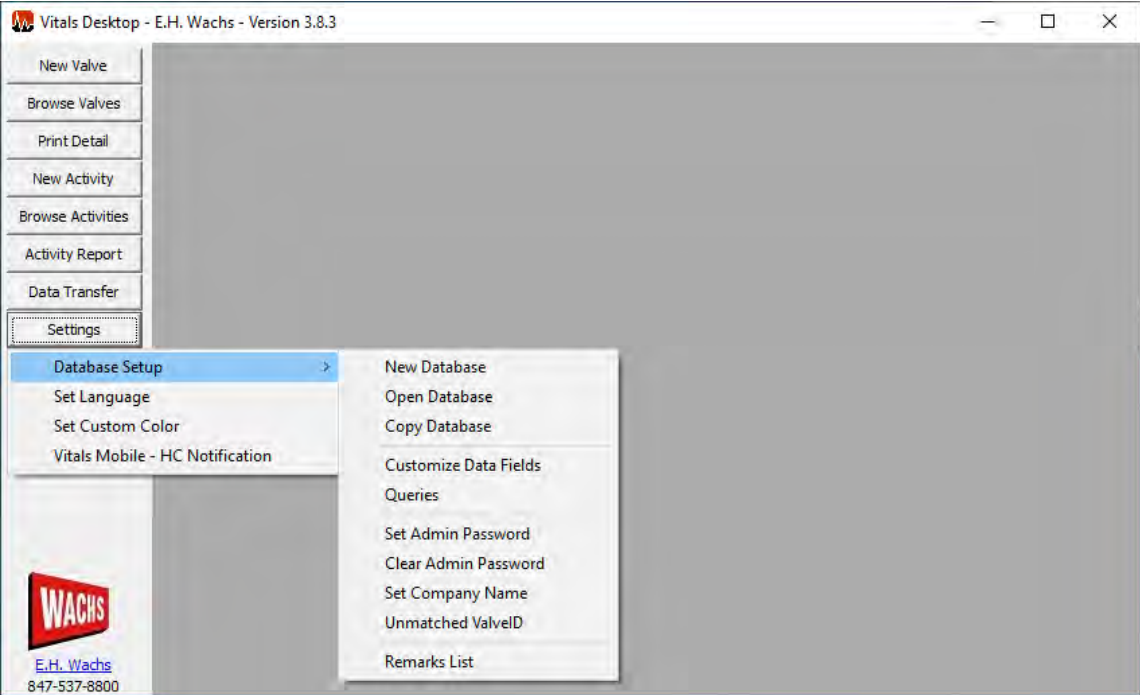 Vitals Desktop - E.H. Wachs - Version 3.8.3
New Valve
Browse Valves
Print Detail
New Activity
Browse Activities
Activity Report
Data Transfer
Settings
Database Setup
Set Language
Set Custom Color
Vitals Mobile - HC Notification
New Database
Open Database
Copy Database
Customize Data Fields
Queries
Set Admin Password
Clear Admin Password
Set Company Name
Unmatched ValveID
Remarks List
WACHS
E.H. Wachs
847-537-8800